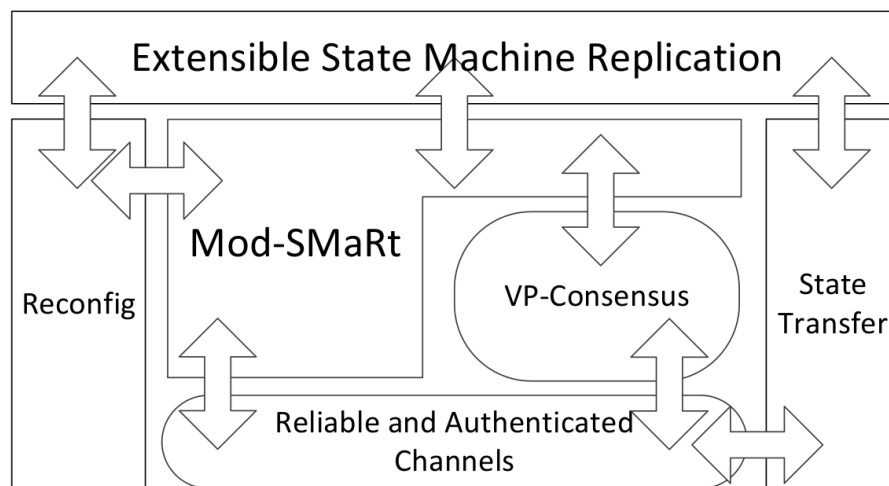 Extensible State Machine Replication
Mod-SMaRt
Reconfig
VP-Consensus
State
Transfer
Reliable and Authenticated
Channels